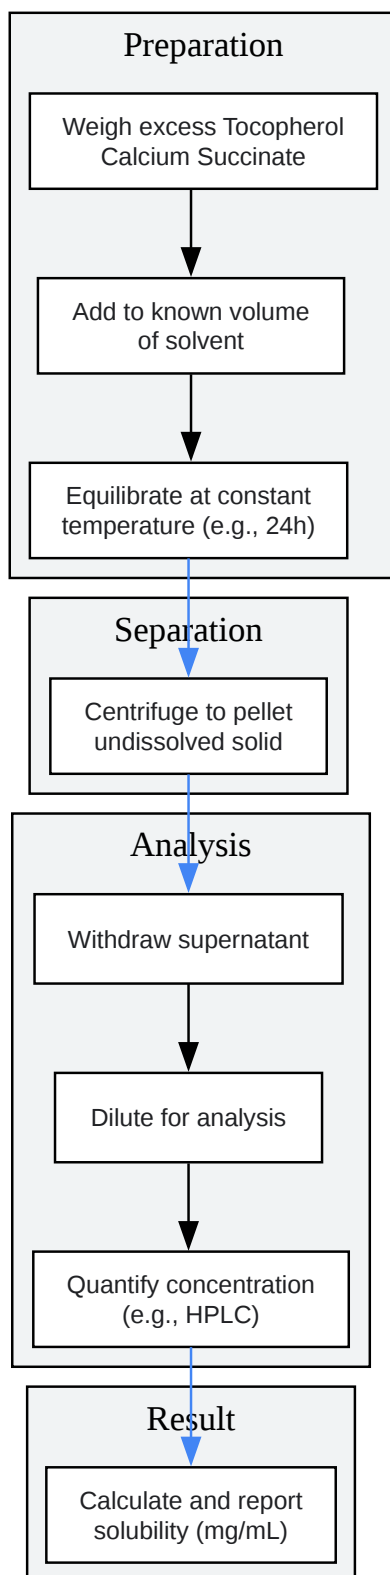 Preparation
Weigh excess Tocopherol
Calcium Succinate
Add to known volume
of solvent
Equilibrate at constant
temperature (e.g., 24h)
Separation
Centrifuge to pellet
undissolved solid
Analysis
Withdraw supernatant
Dilute for analysis
Quantify concentration
(e.g., HPLC)
Result
Calculate and report
solubility (mg/mL)